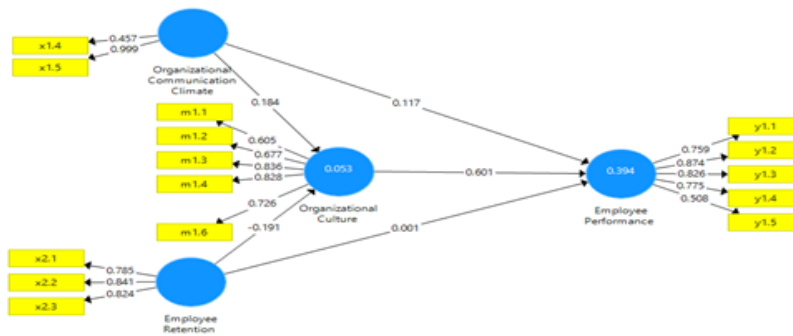 x1.4
x1.5
0.457
0.999
Organizational
Communication
Climate
0.184
0.117
m1.1
m1.2
m1.3
m1.4
m1.6
0.605
0.677
0.836
0.828
0.726
0.053
Organizational
Culture
0.601
-0.191
0.001
0.394
Employee
Performance
0.759
0.874
0.826
0.775
0.508
y1.1
y1.2
y1.3
y1.4
y1.5
x2.1
x2.2
x2.3
0.785
0.841
0.824
Employee
Retention